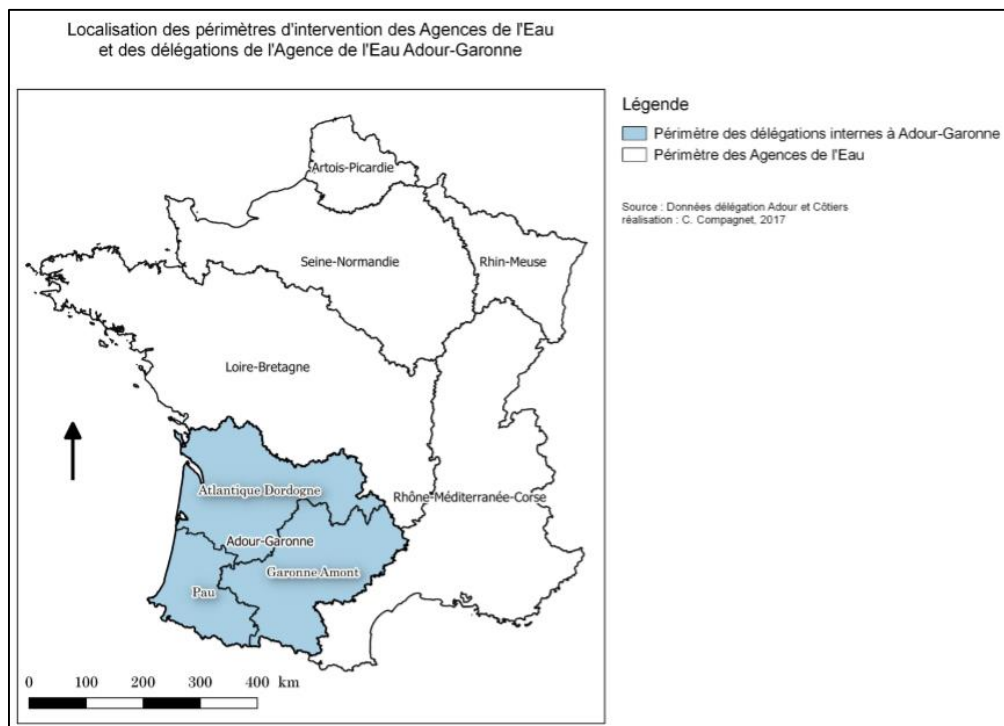 Localisation des périmètres d'intervention des Agences de l'Eau
et des délégations de l'Agence de l'Eau Adour-Garonne
Légende
Périmètre des délégations internes à Adour-Garonne
Périmètre des Agences de l'Eau
Source : Données délégation Adour et Côtiers
réalisation : C. Compagnet, 2017
Artois-Picardie
Seine-Normandie
Rhin-Meuse
Loire-Bretagne
Atlantique Dordogne
Rhône-Méditerranée-Corse
Adour-Garonne
Garonne Amont
Pau
0 100 200 300 400 km